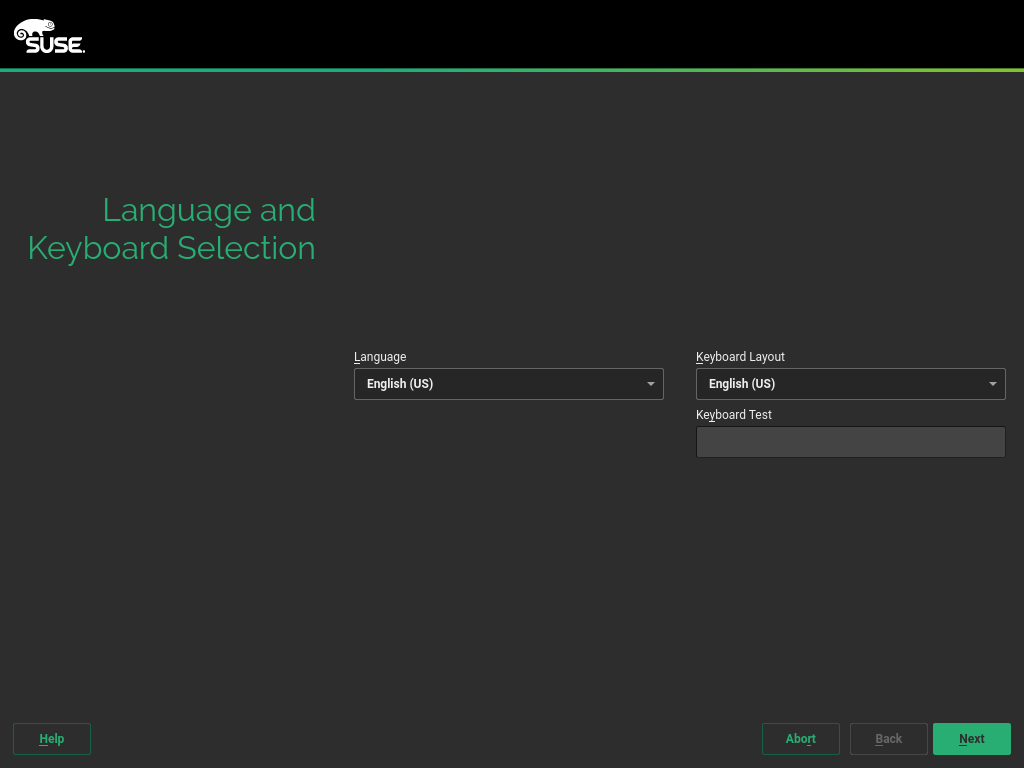 SUSE.
Language and
Keyboard Selection
Language
Keyboard Layout
English (US)
English (US)
Keyboard Test
Help
Abort
Back
Next